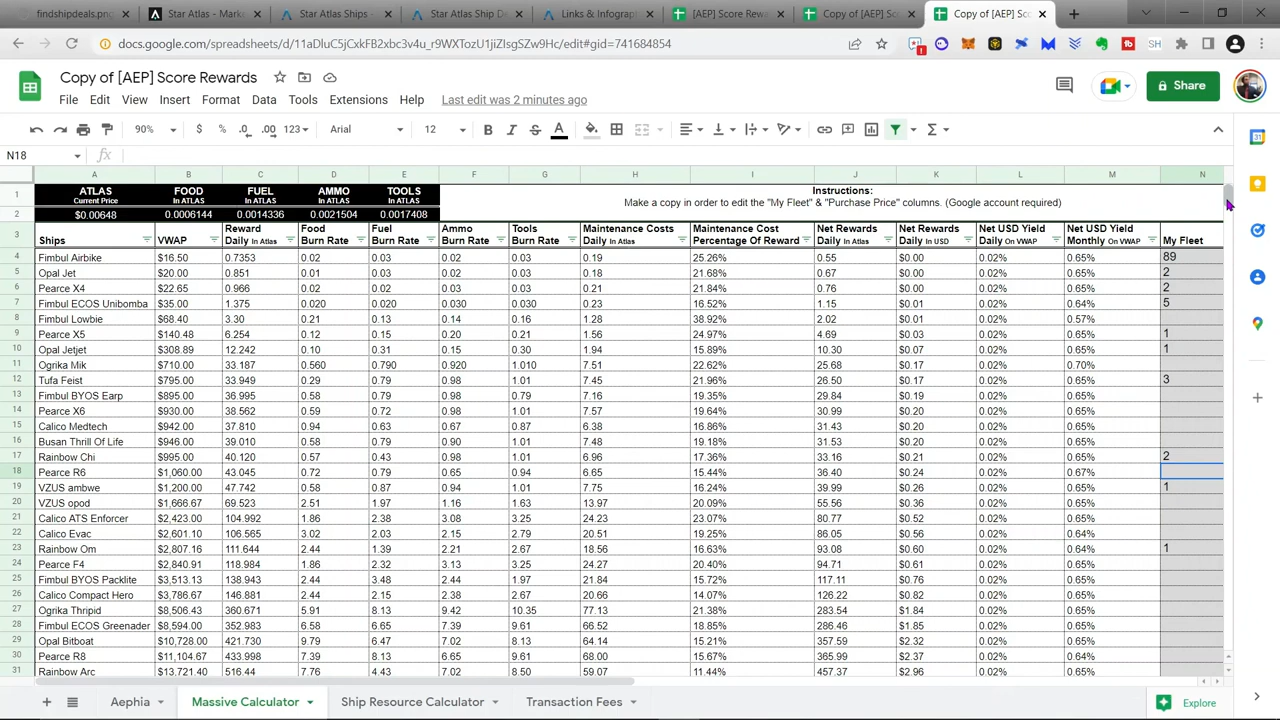 findshipdeals.png
Star Atlas - Mark
Star Atlas Ships -
Star Atlas Ship
Links & Infograp
[AEP] Score Rewa
Copy of [AEP] Sc
Copy of [AEP] Sc
docs.google.com/spreadsheets/d/11aDluC5jCxkFB2xbc3v4u_r9WkTozU1jiZIsgSZw9Hc/edit#gid=741684854
Copy of [AEP] Score Rewards
File Edit View Insert Format Data Tools Extensions Help Last edit was 2 minutes ago
Share
90% $ % .0 .00 123 Arial 12
N18 fx
A B C D E F G H I J K L M N
1 ATLAS Current Price FOOD In ATLAS FUEL In ATLAS AMMO In ATLAS TOOLS In ATLAS Instructions:
Make a copy in order to edit the "My Fleet" & "Purchase Price" columns. (Google account required)
2 $0.00648 0.0006144 0.0014336 0.0021504 0.0017408
3 Ships VWAP Reward Daily In Atlas Food Burn Rate Fuel Burn Rate Ammo Burn Rate Tools Burn Rate Maintenance Costs Daily In Atlas Maintenance Cost Percentage Of Reward Net Rewards Daily In Atlas Net Rewards Daily In USD Net USD Yield Daily On VWAP Net USD Yield Monthly On VWAP My Fleet
4 Fimbul Airbike $16.50 0.7353 0.02 0.03 0.02 0.03 0.19 25.26% 0.55 $0.00 0.02% 0.65% 89
5 Opal Jet $20.00 0.851 0.01 0.03 0.02 0.03 0.18 21.68% 0.67 $0.00 0.02% 0.65% 2
6 Pearce X4 $22.65 0.966 0.02 0.02 0.02 0.03 0.21 21.84% 0.76 $0.00 0.02% 0.65% 2
7 Fimbul ECOS Unibomba $35.00 1.375 0.020 0.020 0.030 0.030 0.23 16.52% 1.15 $0.01 0.02% 0.64% 5
8 Fimbul Lowbie $68.40 3.30 0.21 0.13 0.14 0.16 1.28 38.92% 2.02 $0.01 0.02% 0.57%
9 Pearce X5 $140.48 6.254 0.12 0.15 0.20 0.21 1.56 24.97% 4.69 $0.03 0.02% 0.65% 1
10 Opal Jetjet $308.89 12.242 0.10 0.31 0.15 0.30 1.94 15.89% 10.30 $0.07 0.02% 0.65% 1
11 Ogrika Mik $710.00 33.187 0.560 0.790 0.920 1.010 7.51 22.62% 25.68 $0.17 0.02% 0.70%
12 Tufa Feist $795.00 33.949 0.29 0.79 0.98 1.01 7.45 21.96% 26.50 $0.17 0.02% 0.65% 3
13 Fimbul BYOS Earp $895.00 36.995 0.58 0.79 0.98 0.79 7.16 19.35% 29.84 $0.19 0.02% 0.65%
14 Pearce X6 $930.00 38.562 0.59 0.72 0.98 1.01 7.57 19.64% 30.99 $0.20 0.02% 0.65%
15 Calico Medtech $942.00 37.810 0.94 0.63 0.67 0.87 6.38 16.86% 31.43 $0.20 0.02% 0.65%
16 Busan Thrill Of Life $946.00 39.010 0.58 0.79 0.90 1.01 7.48 19.18% 31.53 $0.20 0.02% 0.65%
17 Rainbow Chi $995.00 40.120 0.57 0.43 0.98 1.01 6.96 17.36% 33.16 $0.21 0.02% 0.65% 2
18 Pearce R6 $1,060.00 43.045 0.72 0.79 0.65 0.94 6.65 15.44% 36.40 $0.24 0.02% 0.67%
19 VZUS ambwe $1,200.00 47.742 0.58 0.87 0.94 1.01 7.75 16.24% 39.99 $0.26 0.02% 0.65% 1
20 VZUS opod $1,666.67 69.523 2.51 1.97 1.16 1.63 13.97 20.09% 55.56 $0.36 0.02% 0.65%
21 Calico ATS Enforcer $2,423.00 104.992 1.86 2.38 3.08 3.25 24.23 23.07% 80.77 $0.52 0.02% 0.65%
22 Calico Evac $2,601.10 106.565 3.02 2.03 2.15 2.79 20.51 19.25% 86.05 $0.56 0.02% 0.64%
23 Rainbow Om $2,807.16 111.644 2.44 1.39 2.21 2.67 18.56 16.63% 93.08 $0.60 0.02% 0.65% 1
24 Pearce F4 $2,840.91 118.984 1.86 2.32 3.13 3.25 24.27 20.40% 94.71 $0.61 0.02% 0.65%
25 Fimbul BYOS Packlite $3,513.13 138.943 2.44 3.48 2.44 1.97 21.84 15.72% 117.11 $0.76 0.02% 0.65%
26 Calico Compact Hero $3,786.67 146.881 2.44 2.15 2.38 2.67 20.66 14.07% 126.22 $0.82 0.02% 0.65%
27 Ogrika Thripid $8,506.43 360.671 5.91 8.13 9.42 10.35 77.13 21.38% 283.54 $1.84 0.02% 0.65%
28 Fimbul ECOS Greenader $8,594.00 352.983 6.58 6.65 7.39 9.61 66.52 18.85% 286.46 $1.85 0.02% 0.65%
29 Opal Bitboat $10,728.00 421.730 9.79 6.47 7.02 8.13 64.14 15.21% 357.59 $2.32 0.02% 0.65%
30 Pearce R8 $11,104.67 433.998 7.39 8.13 6.65 9.61 68.00 15.67% 365.99 $2.37 0.02% 0.64%
31 Rainbow Arc $13,721.40 516.44 7.76 4.43 7.02 8.50 59.07 11.44% 457.37 $2.96 0.02% 0.65%
Aephia Massive Calculator Ship Resource Calculator Transaction Fees Explore